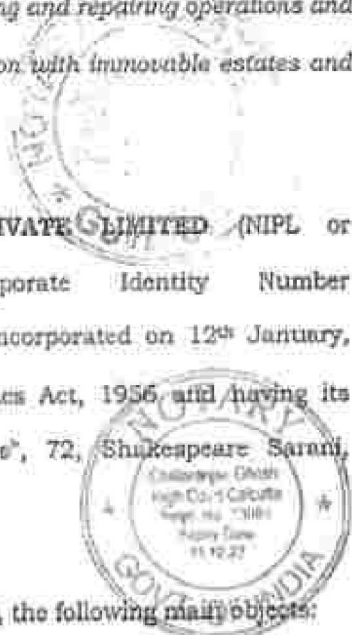 ing and repairing operations and
on with immovable estates and
IVATE LIMITED (NIPL or
porate Identity Number
incorporated on 12th January,
ies Act, 1956 and having its
72, Shakespeare Sarani,
NOTARY
High Court Calcutta
GOVT. OF INDIA
the following main objects: